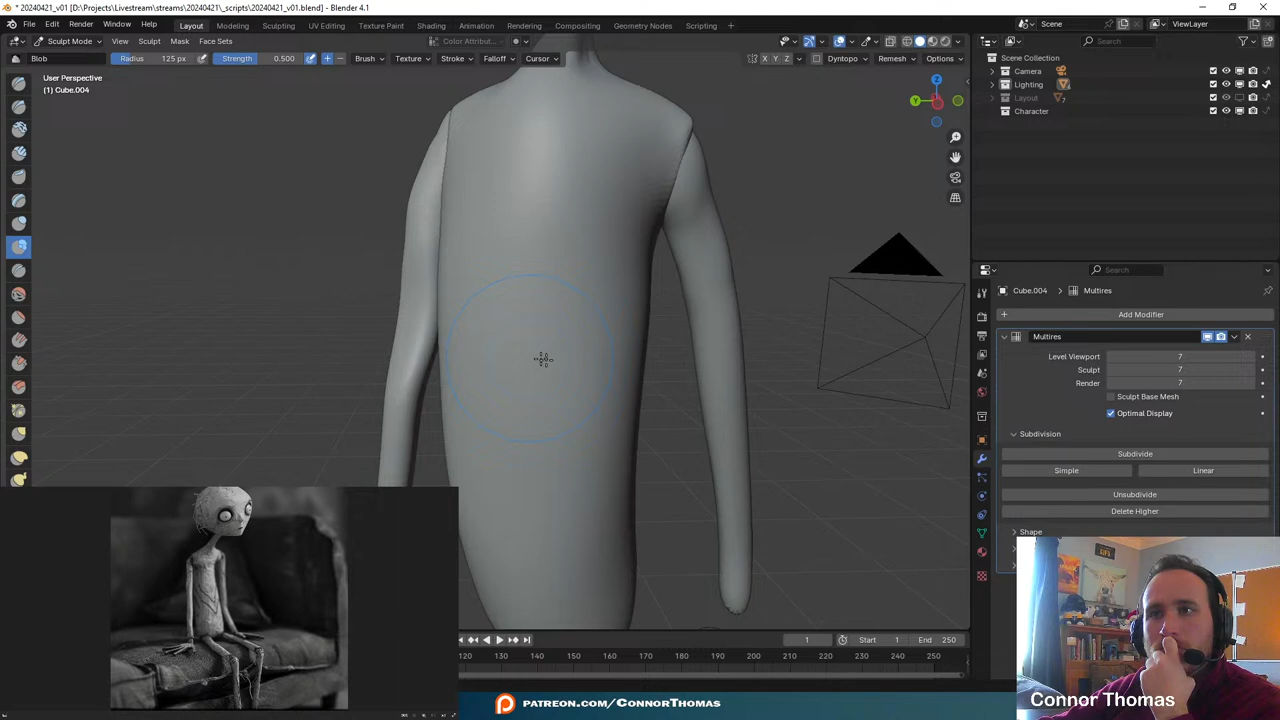 * 20240421_v01 [D:\Projects\Livestream\streams\20240421\_scripts\20240421_v01.blend] - Blender 4.1
File Edit Render Window Help Layout Modeling Sculpting UV Editing Texture Paint Shading Animation Rendering Compositing Geometry Nodes Scripting + Scene ViewLayer
Sculpt Mode View Sculpt Mask Face Sets Color Attribut... Search
Blob Radius 125 px Strength 0.500 Brush Texture Stroke Falloff Cursor X Y Z Dyntopo Remesh Options
User Perspective
(1) Cube.004
Z
Y
Scene Collection
Camera
Lighting
Layout 7
Character
Search
Cube.004 > Multires
Add Modifier
Multires
Level Viewport 7
Sculpt 7
Render 7
Sculpt Base Mesh
Optimal Display
Subdivision
Subdivide
Simple Linear
Unsubdivide
Delete Higher
Shape
1 Start 1 End 250
120 130 140 150 160 170 180 190 200 210 220 230 240 250
PATREON.COM/CONNORTHOMAS
Connor Thomas